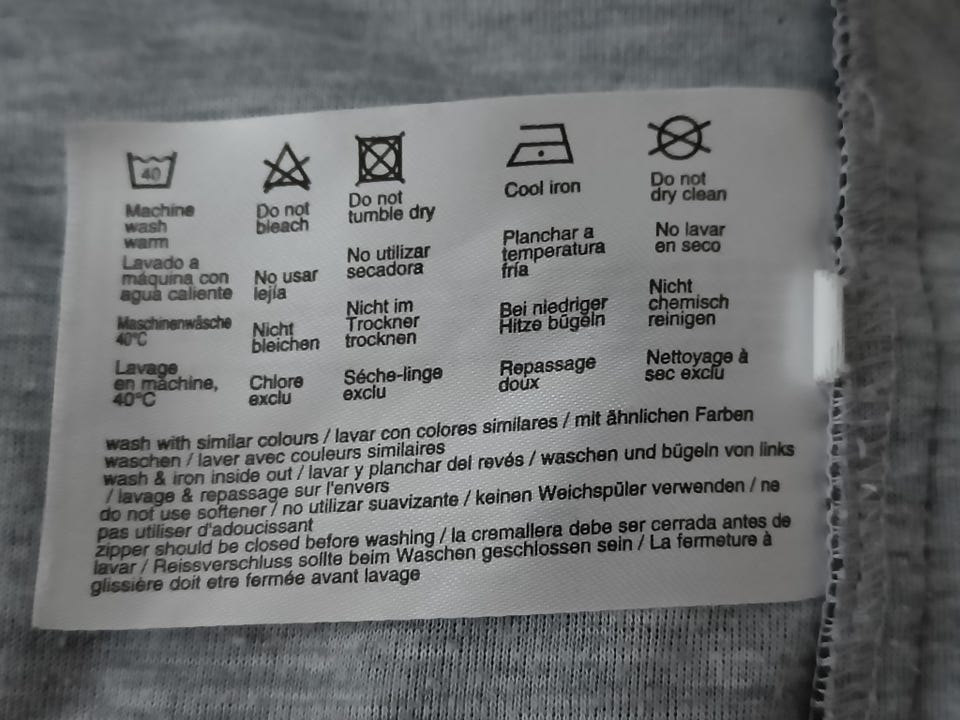 40
Machine
wash
warm
Lavado a
máquina con
agua caliente
Maschinenwäsche
40°C
Lavage
en machine,
40°C
Do not
bleach
No usar
lejía
Nicht
bleichen
Chlore
exclu
Do not
tumble dry
No utilizar
secadora
Nicht im
Trockner
trocknen
Séche-linge
exclu
Cool iron
Planchar a
temperatura
fría
Bei niedriger
Hitze bügeln
Repassage
doux
Do not
dry clean
No lavar
en seco
Nicht
chemisch
reinigen
Nettoyage à
sec exclu
wash with similar colours / lavar con colores similares / mit ähnlichen Farben
waschen / laver avec couleurs similaires
wash & iron inside out / lavar y planchar del revés / waschen und bügeln von links
/ lavage & repassage sur l'envers
do not use softener / no utilizar suavizante / keinen Weichspüler verwenden / ne
pas utiliser d'adoucissant
zipper should be closed before washing / la cremallera debe ser cerrada antes de
lavar / Reissverschluss sollte beim Waschen geschlossen sein / La fermeture à
glissière doit etre fermée avant lavage